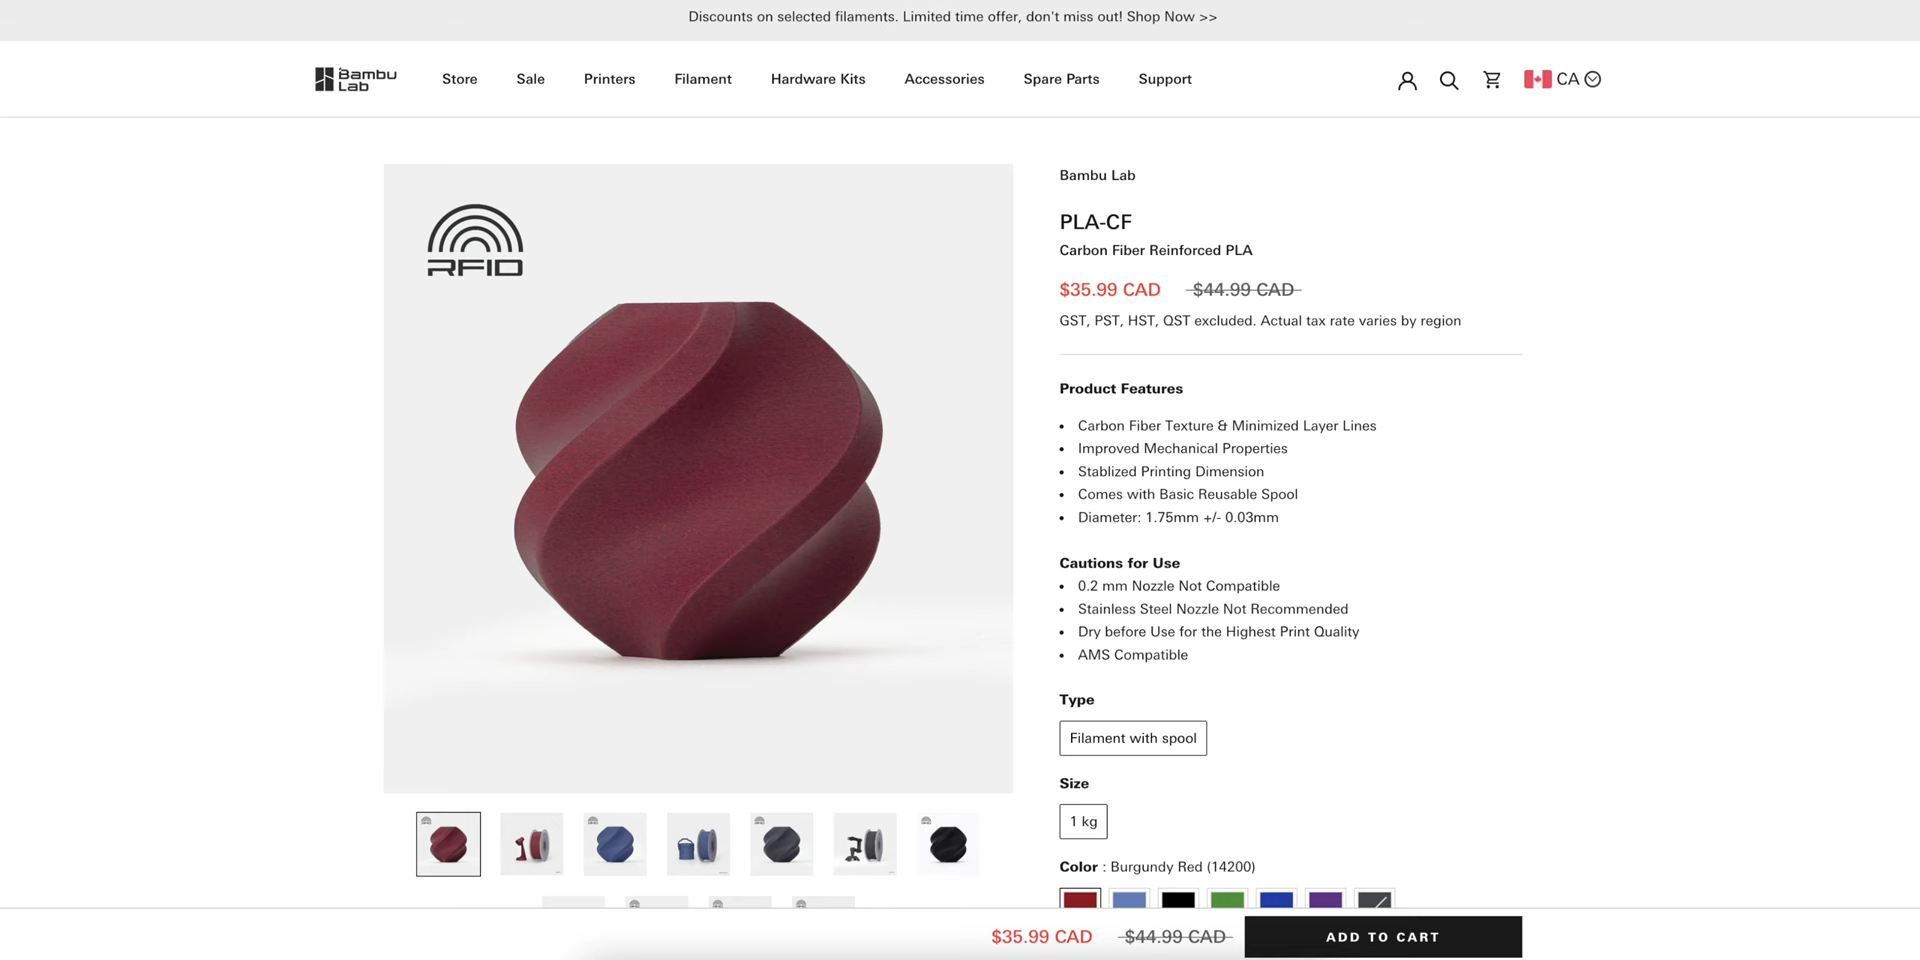 Discounts on selected filaments. Limited time offer, don't miss out! Shop Now >>
Bambu Lab
Store Sale Printers Filament Hardware Kits Accessories Spare Parts Support
CA
RFID
Bambu Lab
PLA-CF
Carbon Fiber Reinforced PLA
$35.99 CAD $44.99 CAD
GST, PST, HST, QST excluded. Actual tax rate varies by region
Product Features
• Carbon Fiber Texture & Minimized Layer Lines
• Improved Mechanical Properties
• Stablized Printing Dimension
• Comes with Basic Reusable Spool
• Diameter: 1.75mm +/- 0.03mm
Cautions for Use
• 0.2 mm Nozzle Not Compatible
• Stainless Steel Nozzle Not Recommended
• Dry before Use for the Highest Print Quality
• AMS Compatible
Type
Filament with spool
Size
1 kg
Color : Burgundy Red (14200)
$35.99 CAD $44.99 CAD ADD TO CART